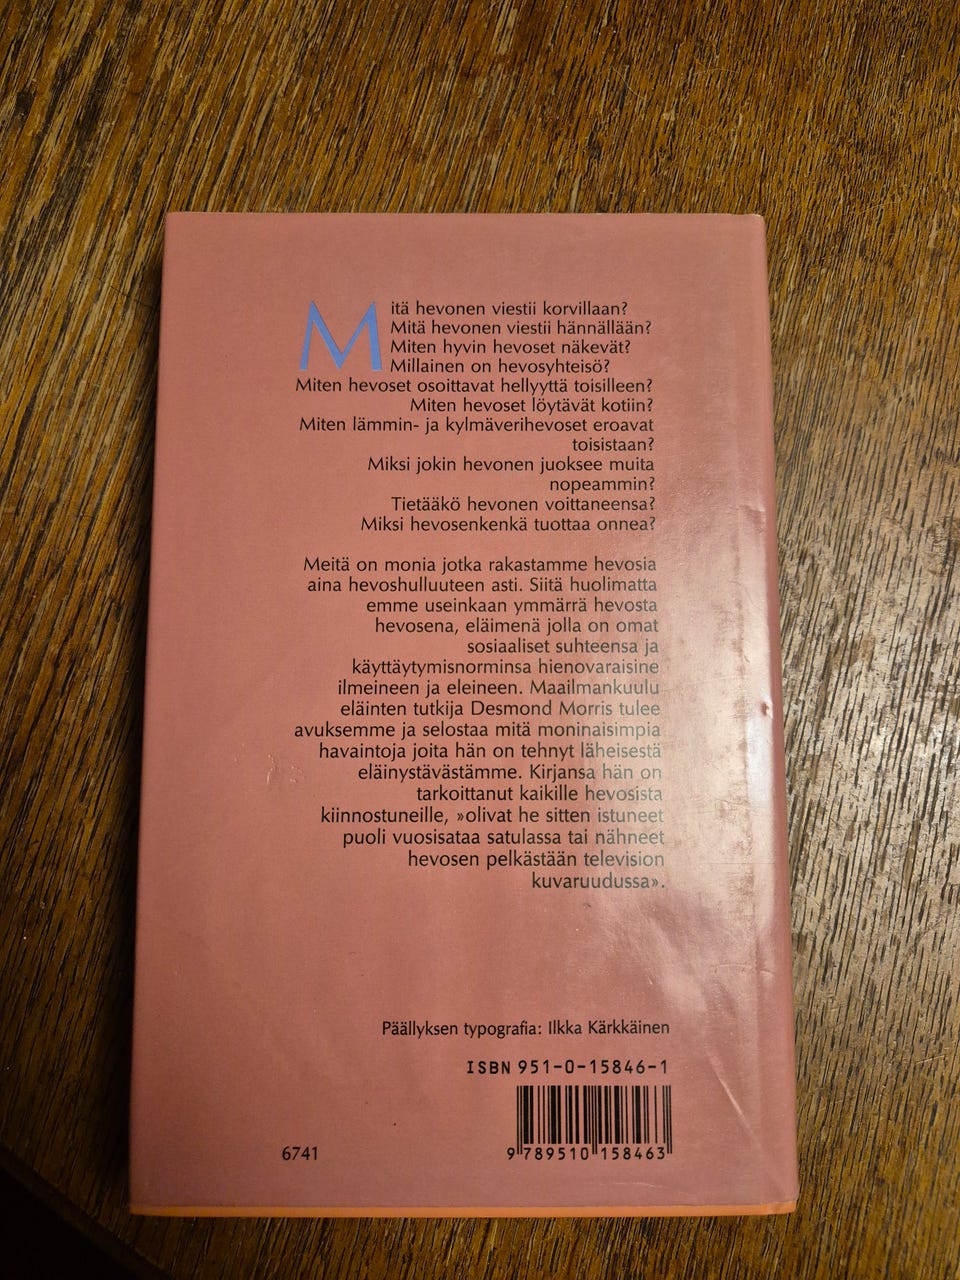 Mitä hevonen viestii korvillaan?
Mitä hevonen viestii hännällään?
Miten hyvin hevoset näkevät?
Millainen on hevosyhteisö?
Miten hevoset osoittavat hellyyttä toisilleen?
Miten hevoset löytävät kotiin?
Miten lämmin- ja kylmäverihevoset eroavat
toisistaan?
Miksi jokin hevonen juoksee muita
nopeammin?
Tietääkö hevonen voittaneensa?
Miksi hevosenkenkä tuottaa onnea?
Meitä on monia jotka rakastamme hevosia
aina hevoshulluuteen asti. Siitä huolimatta
emme useinkaan ymmärrä hevosta
hevosena, eläimenä jolla on omat
sosiaaliset suhteensa ja
käyttäytymisnorminsa hienovaraisine
ilmeineen ja eleineen. Maailmankuulu
eläinten tutkija Desmond Morris tulee
avuksemme ja selostaa mitä moninaisimpia
havaintoja joita hän on tehnyt läheisestä
eläinystävästämme. Kirjansa hän on
tarkoittanut kaikille hevosista
kiinnostuneille, »olivat he sitten istuneet
puoli vuosisataa satulassa tai nähneet
hevosen pelkästään television
kuvaruudussa».
Päällyksen typografia: Ilkka Kärkkäinen
ISBN 951-0-15846-1
9 789510 158463
6741